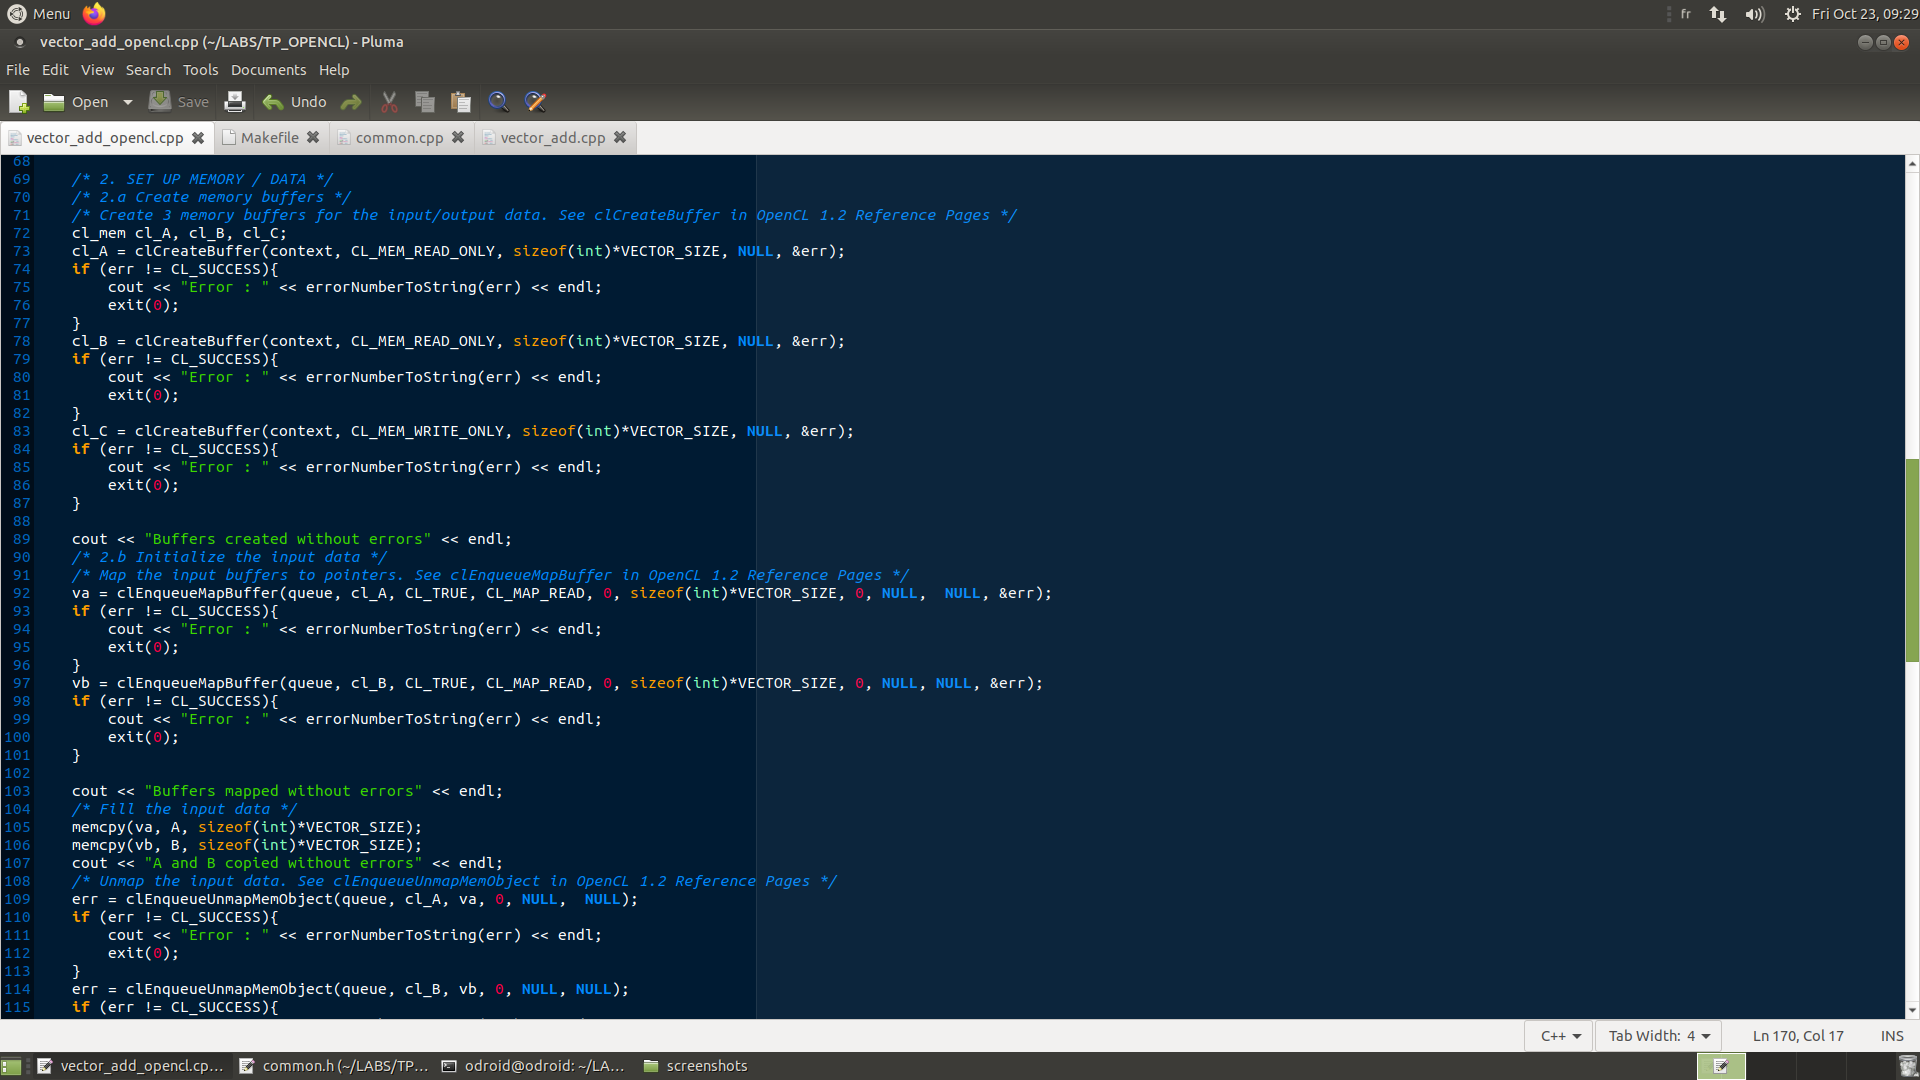 Menu fr Fri Oct 23, 09:29
vector_add_opencl.cpp (~/LABS/TP_OPENCL) - Pluma
File Edit View Search Tools Documents Help
Open Save Undo
vector_add_opencl.cpp Makefile common.cpp vector_add.cpp
68
69 /* 2. SET UP MEMORY / DATA */
70 /* 2.a Create memory buffers */
71 /* Create 3 memory buffers for the input/output data. See clCreateBuffer in OpenCL 1.2 Reference Pages */
72 cl_mem cl_A, cl_B, cl_C;
73 cl_A = clCreateBuffer(context, CL_MEM_READ_ONLY, sizeof(int)*VECTOR_SIZE, NULL, &err);
74 if (err != CL_SUCCESS){
75 cout << "Error : " << errorNumberToString(err) << endl;
76 exit(0);
77 }
78 cl_B = clCreateBuffer(context, CL_MEM_READ_ONLY, sizeof(int)*VECTOR_SIZE, NULL, &err);
79 if (err != CL_SUCCESS){
80 cout << "Error : " << errorNumberToString(err) << endl;
81 exit(0);
82 }
83 cl_C = clCreateBuffer(context, CL_MEM_WRITE_ONLY, sizeof(int)*VECTOR_SIZE, NULL, &err);
84 if (err != CL_SUCCESS){
85 cout << "Error : " << errorNumberToString(err) << endl;
86 exit(0);
87 }
88
89 cout << "Buffers created without errors" << endl;
90 /* 2.b Initialize the input data */
91 /* Map the input buffers to pointers. See clEnqueueMapBuffer in OpenCL 1.2 Reference Pages */
92 va = clEnqueueMapBuffer(queue, cl_A, CL_TRUE, CL_MAP_READ, 0, sizeof(int)*VECTOR_SIZE, 0, NULL,  NULL, &err);
93 if (err != CL_SUCCESS){
94 cout << "Error : " << errorNumberToString(err) << endl;
95 exit(0);
96 }
97 vb = clEnqueueMapBuffer(queue, cl_B, CL_TRUE, CL_MAP_READ, 0, sizeof(int)*VECTOR_SIZE, 0, NULL, NULL, &err);
98 if (err != CL_SUCCESS){
99 cout << "Error : " << errorNumberToString(err) << endl;
100 exit(0);
101 }
102
103 cout << "Buffers mapped without errors" << endl;
104 /* Fill the input data */
105 memcpy(va, A, sizeof(int)*VECTOR_SIZE);
106 memcpy(vb, B, sizeof(int)*VECTOR_SIZE);
107 cout << "A and B copied without errors" << endl;
108 /* Unmap the input data. See clEnqueueUnmapMemObject in OpenCL 1.2 Reference Pages */
109 err = clEnqueueUnmapMemObject(queue, cl_A, va, 0, NULL,  NULL);
110 if (err != CL_SUCCESS){
111 cout << "Error : " << errorNumberToString(err) << endl;
112 exit(0);
113 }
114 err = clEnqueueUnmapMemObject(queue, cl_B, vb, 0, NULL, NULL);
115 if (err != CL_SUCCESS){
C++ Tab Width: 4 Ln 170, Col 17 INS
vector_add_opencl.cp... common.h (~/LABS/TP... odroid@odroid: ~/LA... screenshots